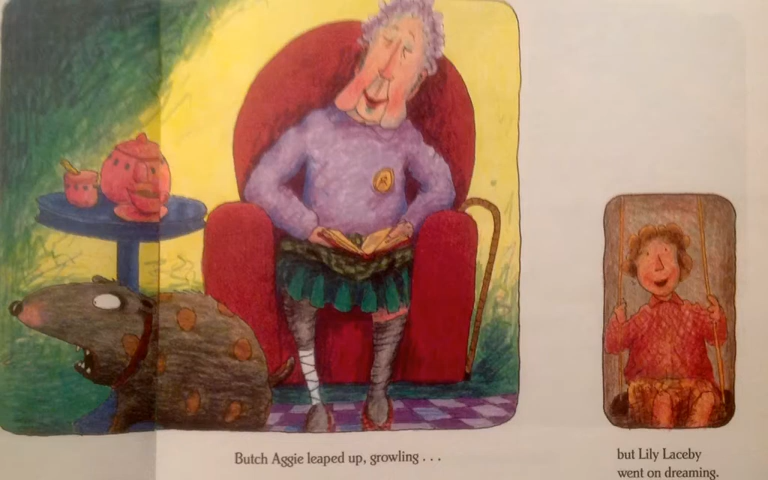 Butch Aggie leaped up, growling . . .
but Lily Laceby
went on dreaming.